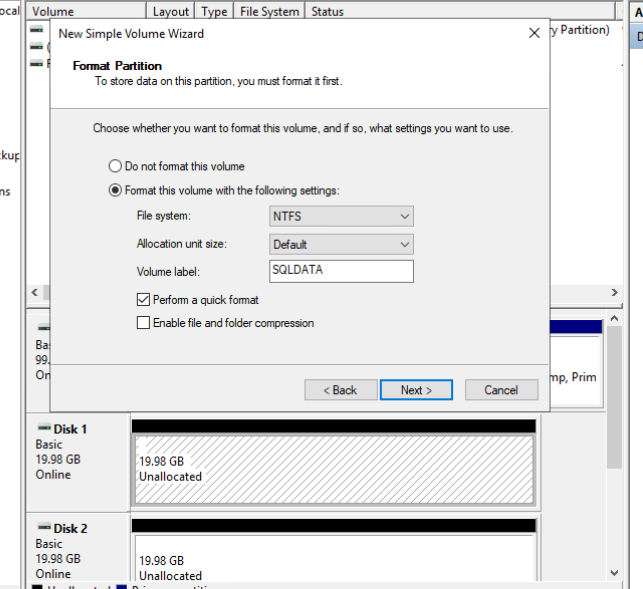 ocal
Volume Layout Type File System Status
ry Partition)
New Simple Volume Wizard
Format Partition
To store data on this partition, you must format it first.
Choose whether you want to format this volume, and if so, what settings you want to use.
Do not format this volume
Format this volume with the following settings:
File system: NTFS
Allocation unit size: Default
Volume label: SQLDATA
Perform a quick format
Enable file and folder compression
< Back Next > Cancel
kup
ns
Ba
99.
On
mp, Prim
Disk 1
Basic
19.98 GB
Online
19.98 GB
Unallocated
Disk 2
Basic
19.98 GB
Online
19.98 GB
Unallocated